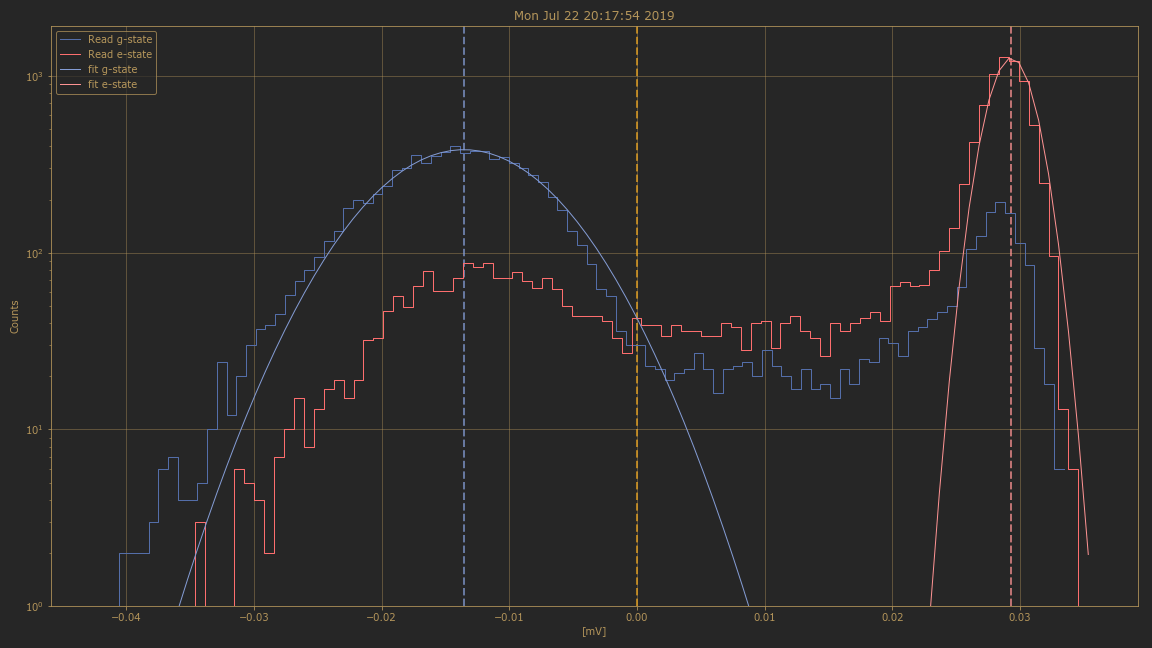 Mon Jul 22 20:17:54 2019
Read g-state
Read e-state
fit g-state
fit e-state
10³
10²
10¹
10⁰
Counts
−0.04 −0.03 −0.02 −0.01 0.00 0.01 0.02 0.03
[mV]